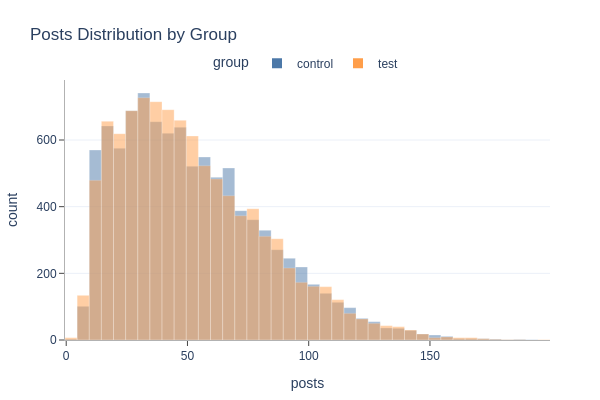 Posts Distribution by Group
group control test
600
400
200
0
0 50 100 150
count
posts